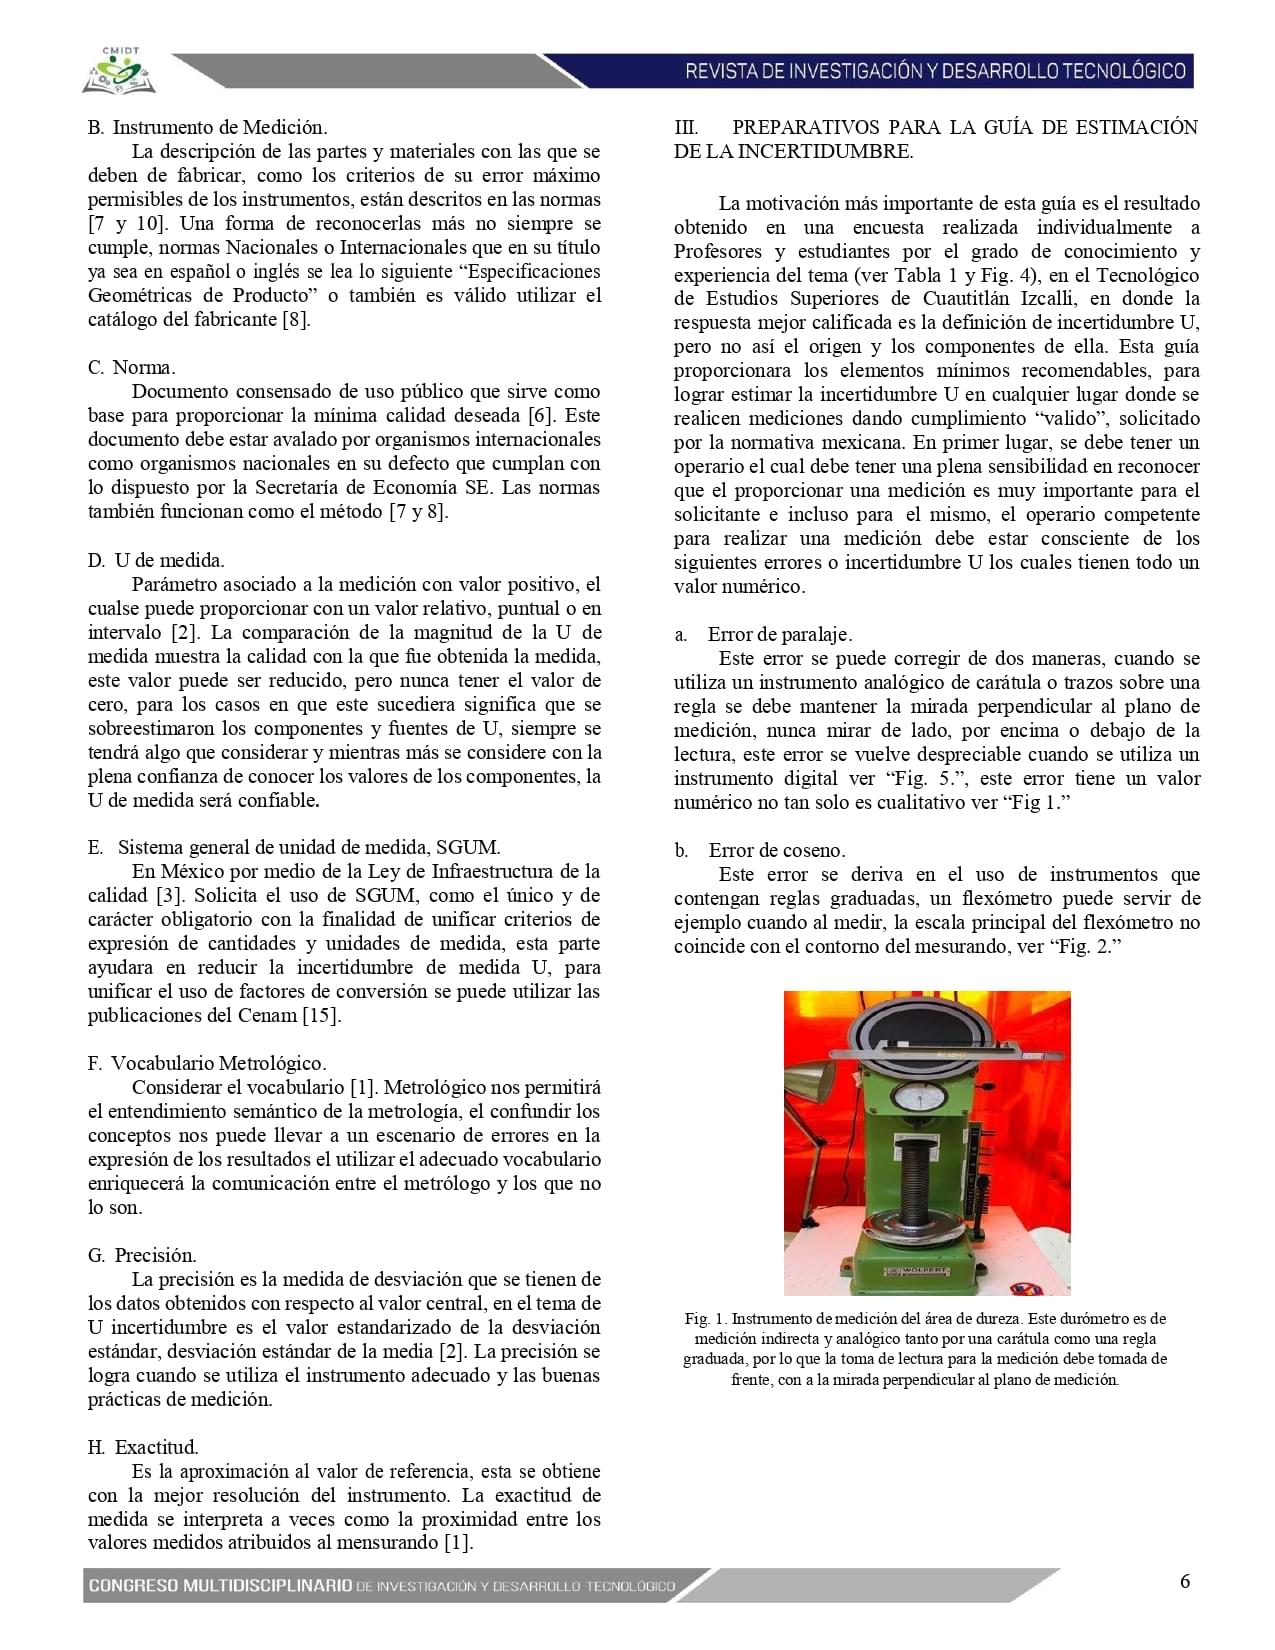 CMIDT
REVISTA DE INVESTIGACIÓN Y DESARROLLO TECNOLÓGICO
B. Instrumento de Medición.
La descripción de las partes y materiales con las que se
deben de fabricar, como los criterios de su error máximo
permisibles de los instrumentos, están descritos en las normas
[7 y 10]. Una forma de reconocerlas más no siempre se
cumple, normas Nacionales o Internacionales que en su título
ya sea en español o inglés se lea lo siguiente “Especificaciones
Geométricas de Producto” o también es válido utilizar el
catálogo del fabricante [8].
C. Norma.
Documento consensado de uso público que sirve como
base para proporcionar la mínima calidad deseada [6]. Este
documento debe estar avalado por organismos internacionales
como organismos nacionales en su defecto que cumplan con
lo dispuesto por la Secretaría de Economía SE. Las normas
también funcionan como el método [7 y 8].
D. U de medida.
Parámetro asociado a la medición con valor positivo, el
cualse puede proporcionar con un valor relativo, puntual o en
intervalo [2]. La comparación de la magnitud de la U de
medida muestra la calidad con la que fue obtenida la medida,
este valor puede ser reducido, pero nunca tener el valor de
cero, para los casos en que este sucediera significa que se
sobreestimaron los componentes y fuentes de U, siempre se
tendrá algo que considerar y mientras más se considere con la
plena confianza de conocer los valores de los componentes, la
U de medida será confiable.
E. Sistema general de unidad de medida, SGUM.
En México por medio de la Ley de Infraestructura de la
calidad [3]. Solicita el uso de SGUM, como el único y de
carácter obligatorio con la finalidad de unificar criterios de
expresión de cantidades y unidades de medida, esta parte
ayudara en reducir la incertidumbre de medida U, para
unificar el uso de factores de conversión se puede utilizar las
publicaciones del Cenam [15].
F. Vocabulario Metrológico.
Considerar el vocabulario [1]. Metrológico nos permitirá
el entendimiento semántico de la metrología, el confundir los
conceptos nos puede llevar a un escenario de errores en la
expresión de los resultados el utilizar el adecuado vocabulario
enriquecerá la comunicación entre el metrólogo y los que no
lo son.
G. Precisión.
La precisión es la medida de desviación que se tienen de
los datos obtenidos con respecto al valor central, en el tema de
U incertidumbre es el valor estandarizado de la desviación
estándar, desviación estándar de la media [2]. La precisión se
logra cuando se utiliza el instrumento adecuado y las buenas
prácticas de medición.
H. Exactitud.
Es la aproximación al valor de referencia, esta se obtiene
con la mejor resolución del instrumento. La exactitud de
medida se interpreta a veces como la proximidad entre los
valores medidos atribuidos al mensurando [1].
III. PREPARATIVOS PARA LA GUÍA DE ESTIMACIÓN
DE LA INCERTIDUMBRE.
La motivación más importante de esta guía es el resultado
obtenido en una encuesta realizada individualmente a
Profesores y estudiantes por el grado de conocimiento y
experiencia del tema (ver Tabla 1 y Fig. 4), en el Tecnológico
de Estudios Superiores de Cuautitlán Izcalli, en donde la
respuesta mejor calificada es la definición de incertidumbre U,
pero no así el origen y los componentes de ella. Esta guía
proporcionara los elementos mínimos recomendables, para
lograr estimar la incertidumbre U en cualquier lugar donde se
realicen mediciones dando cumplimiento “valido”, solicitado
por la normativa mexicana. En primer lugar, se debe tener un
operario el cual debe tener una plena sensibilidad en reconocer
que el proporcionar una medición es muy importante para el
solicitante e incluso para el mismo, el operario competente
para realizar una medición debe estar consciente de los
siguientes errores o incertidumbre U los cuales tienen todo un
valor numérico.
a. Error de paralaje.
Este error se puede corregir de dos maneras, cuando se
utiliza un instrumento analógico de carátula o trazos sobre una
regla se debe mantener la mirada perpendicular al plano de
medición, nunca mirar de lado, por encima o debajo de la
lectura, este error se vuelve despreciable cuando se utiliza un
instrumento digital ver “Fig. 5.”, este error tiene un valor
numérico no tan solo es cualitativo ver “Fig 1.”
b. Error de coseno.
Este error se deriva en el uso de instrumentos que
contengan reglas graduadas, un flexómetro puede servir de
ejemplo cuando al medir, la escala principal del flexómetro no
coincide con el contorno del mesurando, ver “Fig. 2.”
WOLPERT
Fig. 1. Instrumento de medición del área de dureza. Este durómetro es de
medición indirecta y analógico tanto por una carátula como una regla
graduada, por lo que la toma de lectura para la medición debe tomada de
frente, con a la mirada perpendicular al plano de medición.
CONGRESO MULTIDISCIPLINARIO DE INVESTIGACIÓN Y DESARROLLO TECNOLÓGICO
6